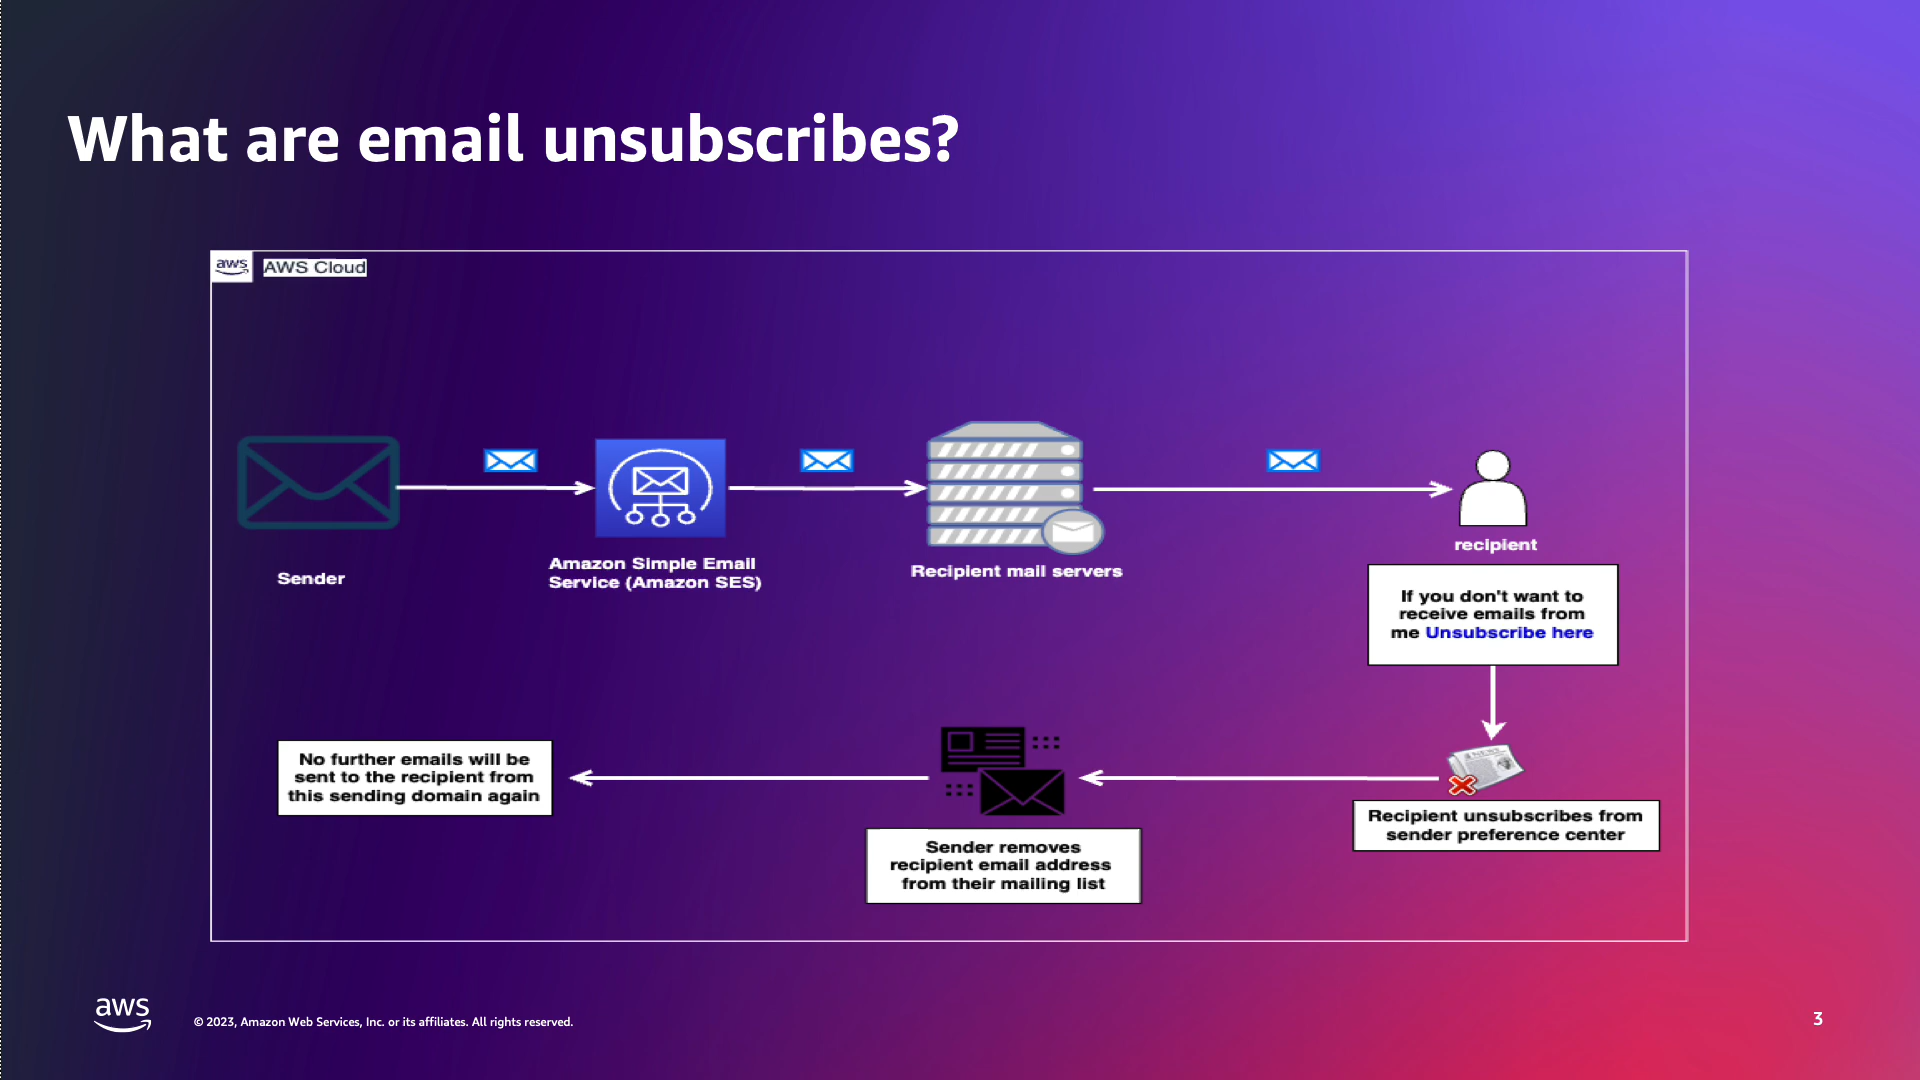 What are email unsubscribes?
aws
AWS Cloud
Sender
Amazon Simple Email
Service (Amazon SES)
Recipient mail servers
recipient
If you don't want to
receive emails from
me Unsubscribe here
NEWS
Recipient unsubscribes from
sender preference center
Sender removes
recipient email address
from their mailing list
No further emails will be
sent to the recipient from
this sending domain again
aws
© 2023, Amazon Web Services, Inc. or its affiliates. All rights reserved.
3